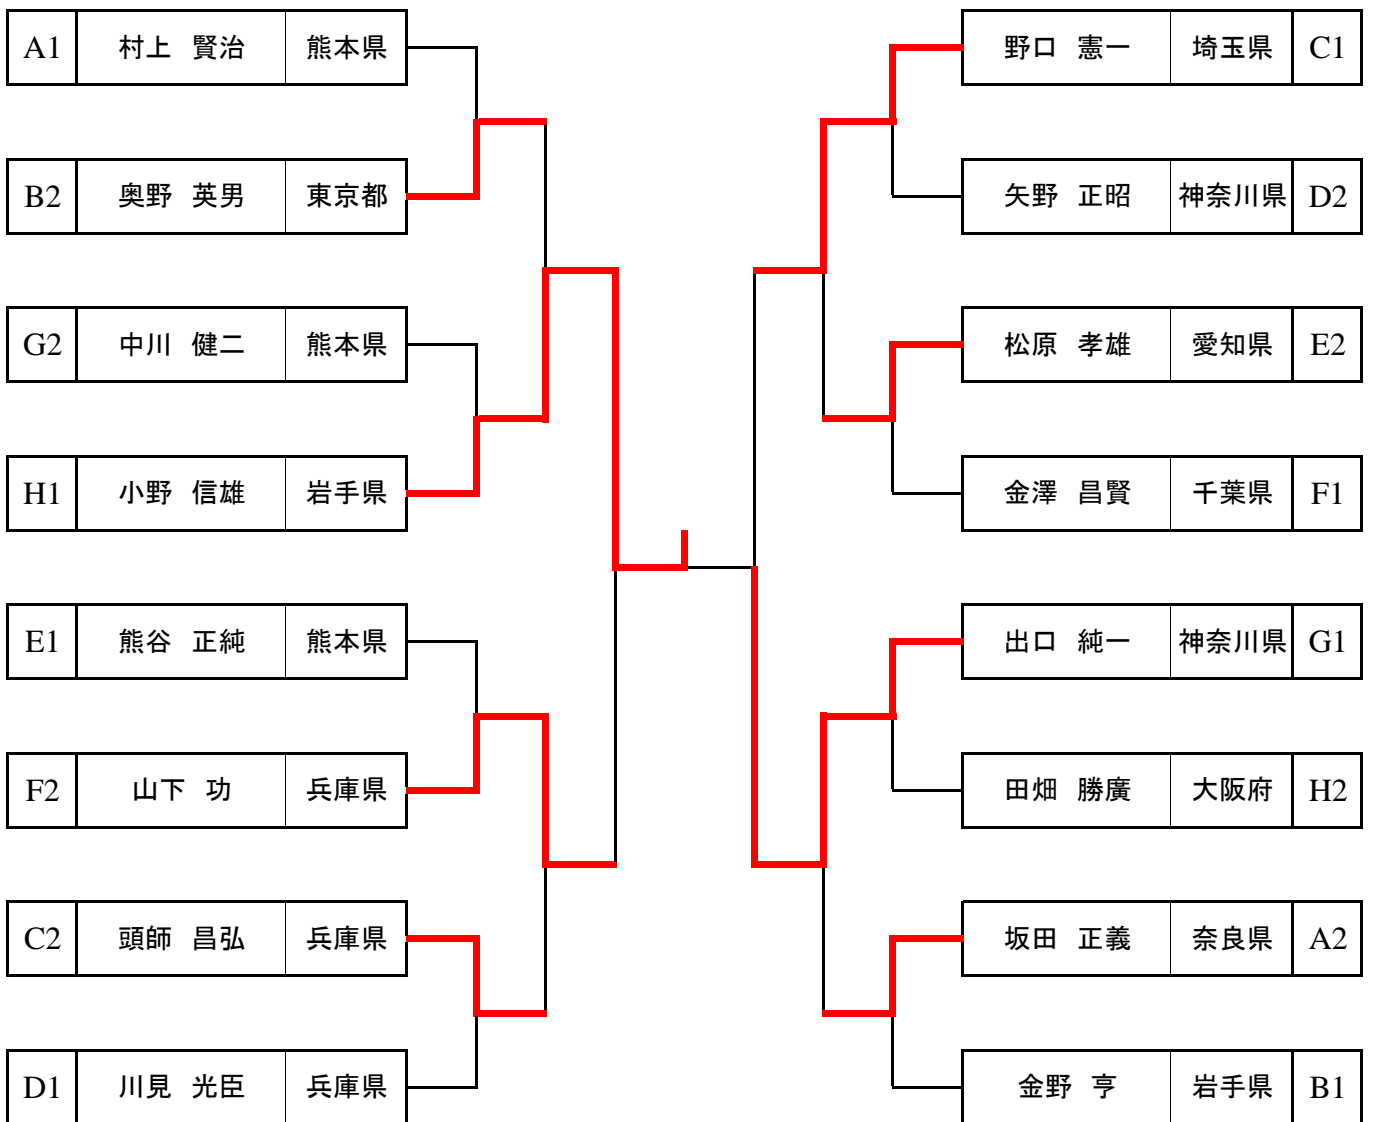 A1 村上 賢治 熊本県
B2 奥野 英男 東京都
G2 中川 健二 熊本県
H1 小野 信雄 岩手県
E1 熊谷 正純 熊本県
F2 山下 功 兵庫県
C2 頭師 昌弘 兵庫県
D1 川見 光臣 兵庫県
野口 憲一 埼玉県 C1
矢野 正昭 神奈川県 D2
松原 孝雄 愛知県 E2
金澤 昌賢 千葉県 F1
出口 純一 神奈川県 G1
田畑 勝廣 大阪府 H2
坂田 正義 奈良県 A2
金野 亨 岩手県 B1